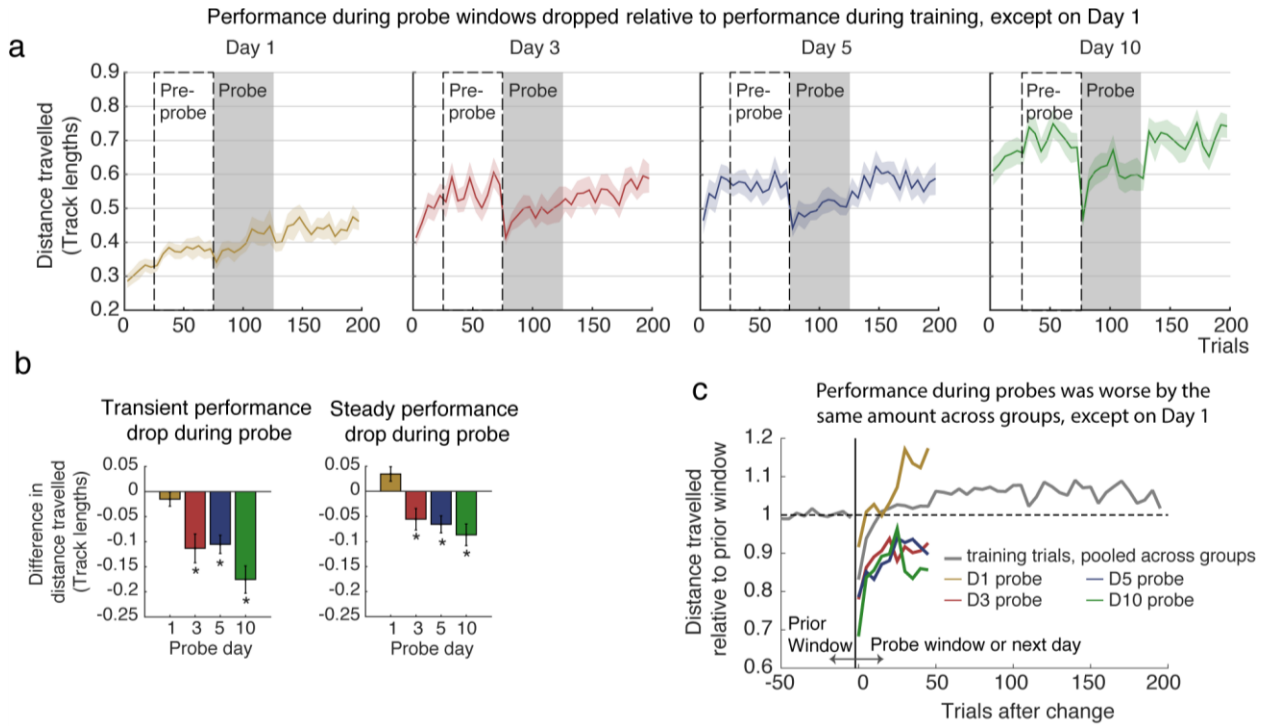 Performance during probe windows dropped relative to performance during training, except on Day 1
a
Day 1
Day 3
Day 5
Day 10
Distance travelled
(Track lengths)
0.9
0.8
0.7
0.6
0.5
0.4
0.3
0.2
Pre-
probe
Probe
Pre-
probe
Probe
Pre-
probe
Probe
Pre-
probe
Probe
0 50 100 150 200
0 50 100 150 200
0 50 100 150 200
0 50 100 150 200
Trials
b
Transient performance
drop during probe
Steady performance
drop during probe
Difference in
distance travelled
(Track lengths)
0.05
0
-0.05
-0.1
-0.15
-0.2
-0.25
* * *
1 3 5 10
Probe day
0.05
0
-0.05
-0.1
-0.15
-0.2
-0.25
* * *
1 3 5 10
Probe day
c
Performance during probes was worse by the
same amount across groups, except on Day 1
Distance travelled
relative to prior window
1.2
1.1
1
0.9
0.8
0.7
0.6
training trials, pooled across groups
D1 probe
D5 probe
D3 probe
D10 probe
Prior
Window
Probe window or next day
-50 0 50 100 150 200
Trials after change